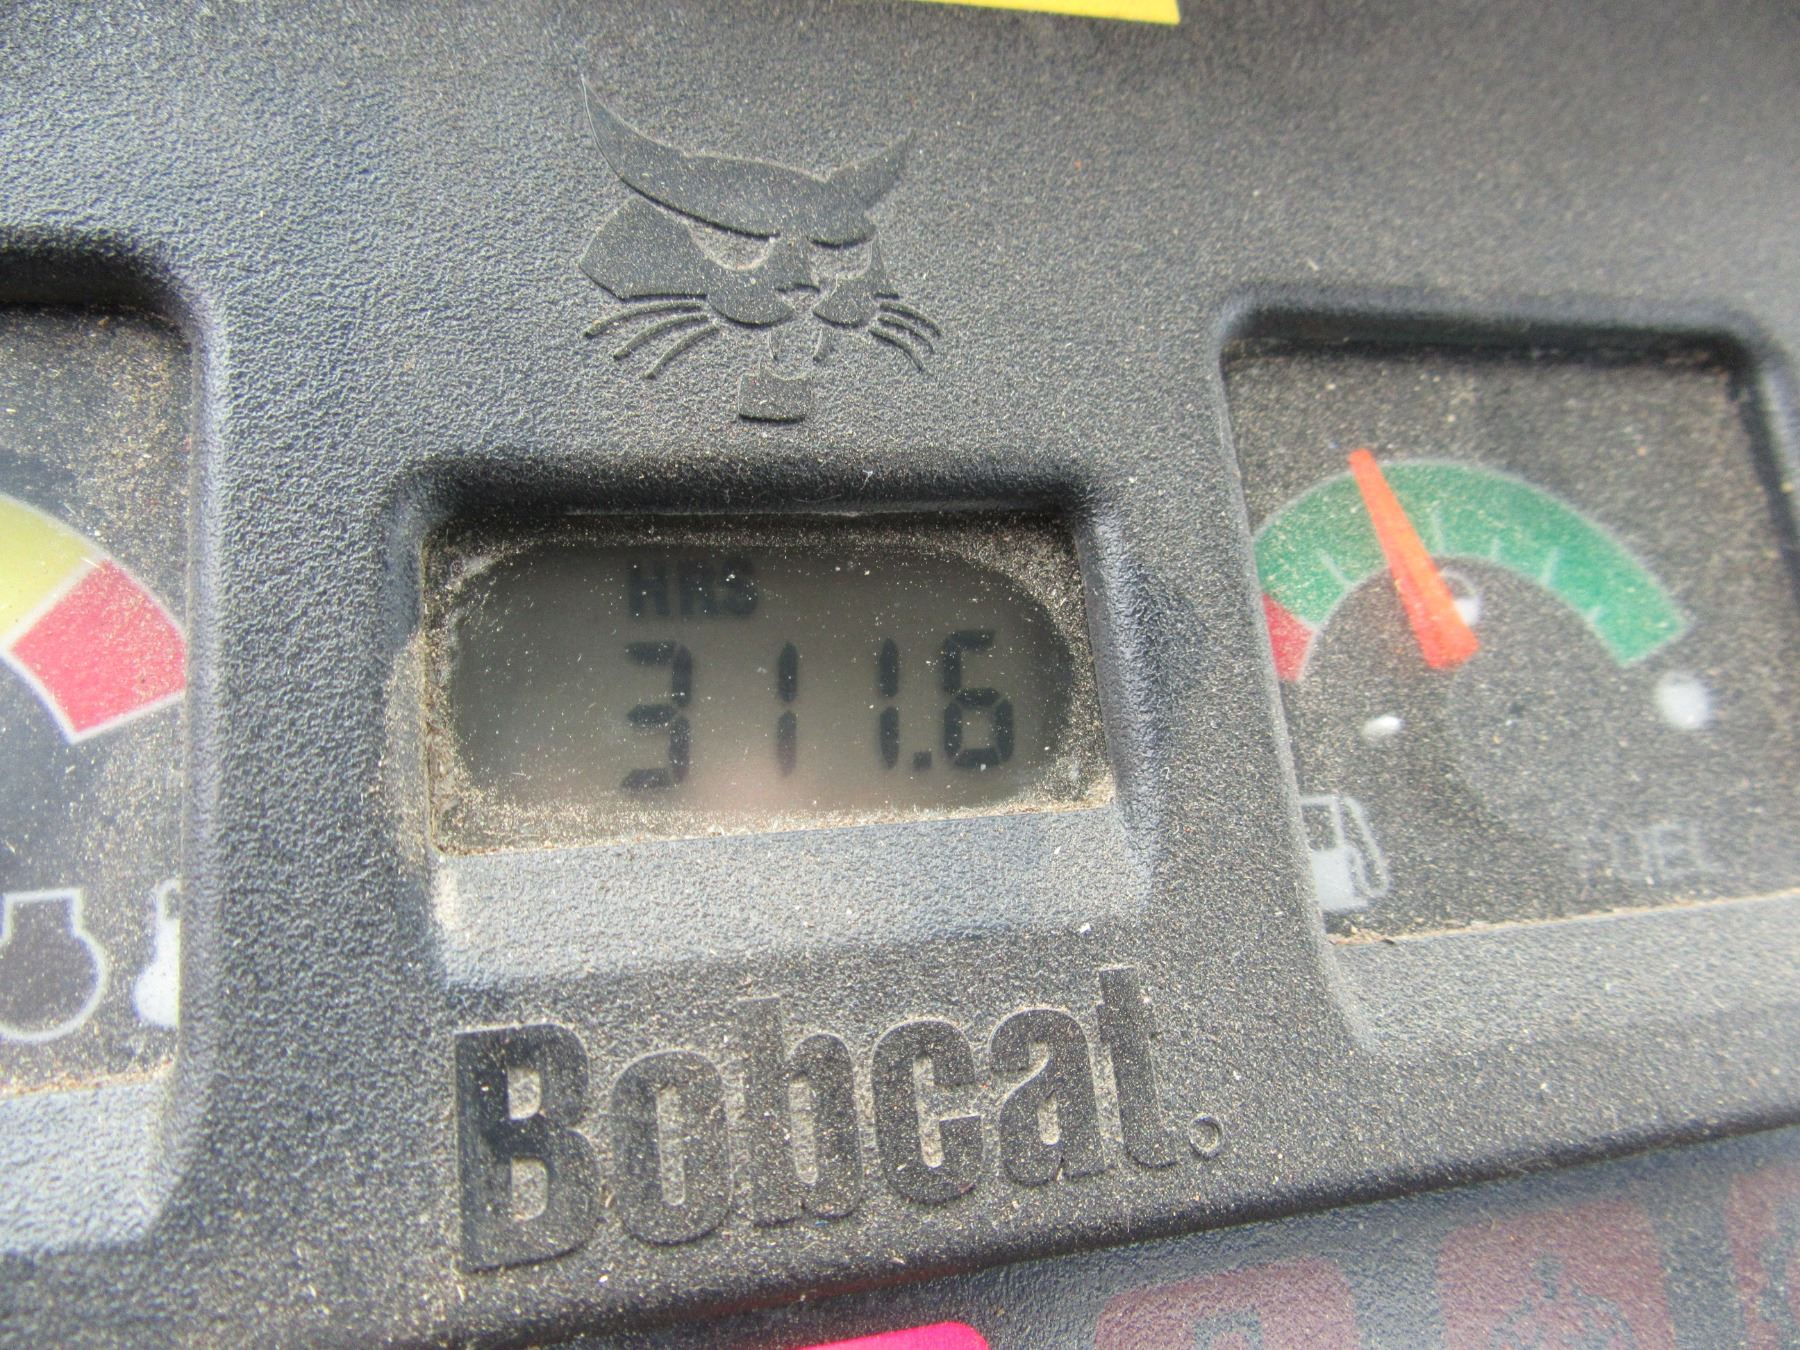 HRS
311.6
FUEL
Bobcat.